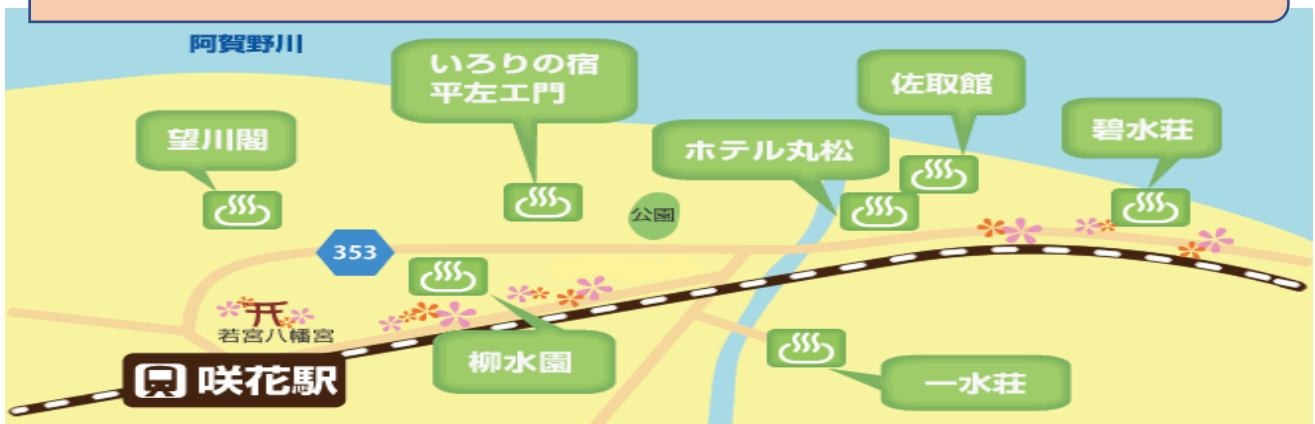 阿賀野川
いろりの宿
平左エ門
佐取館
望川閣
ホテル丸松
碧水荘
公園
353
若宮八幡宮
咲花駅
柳水園
一水荘